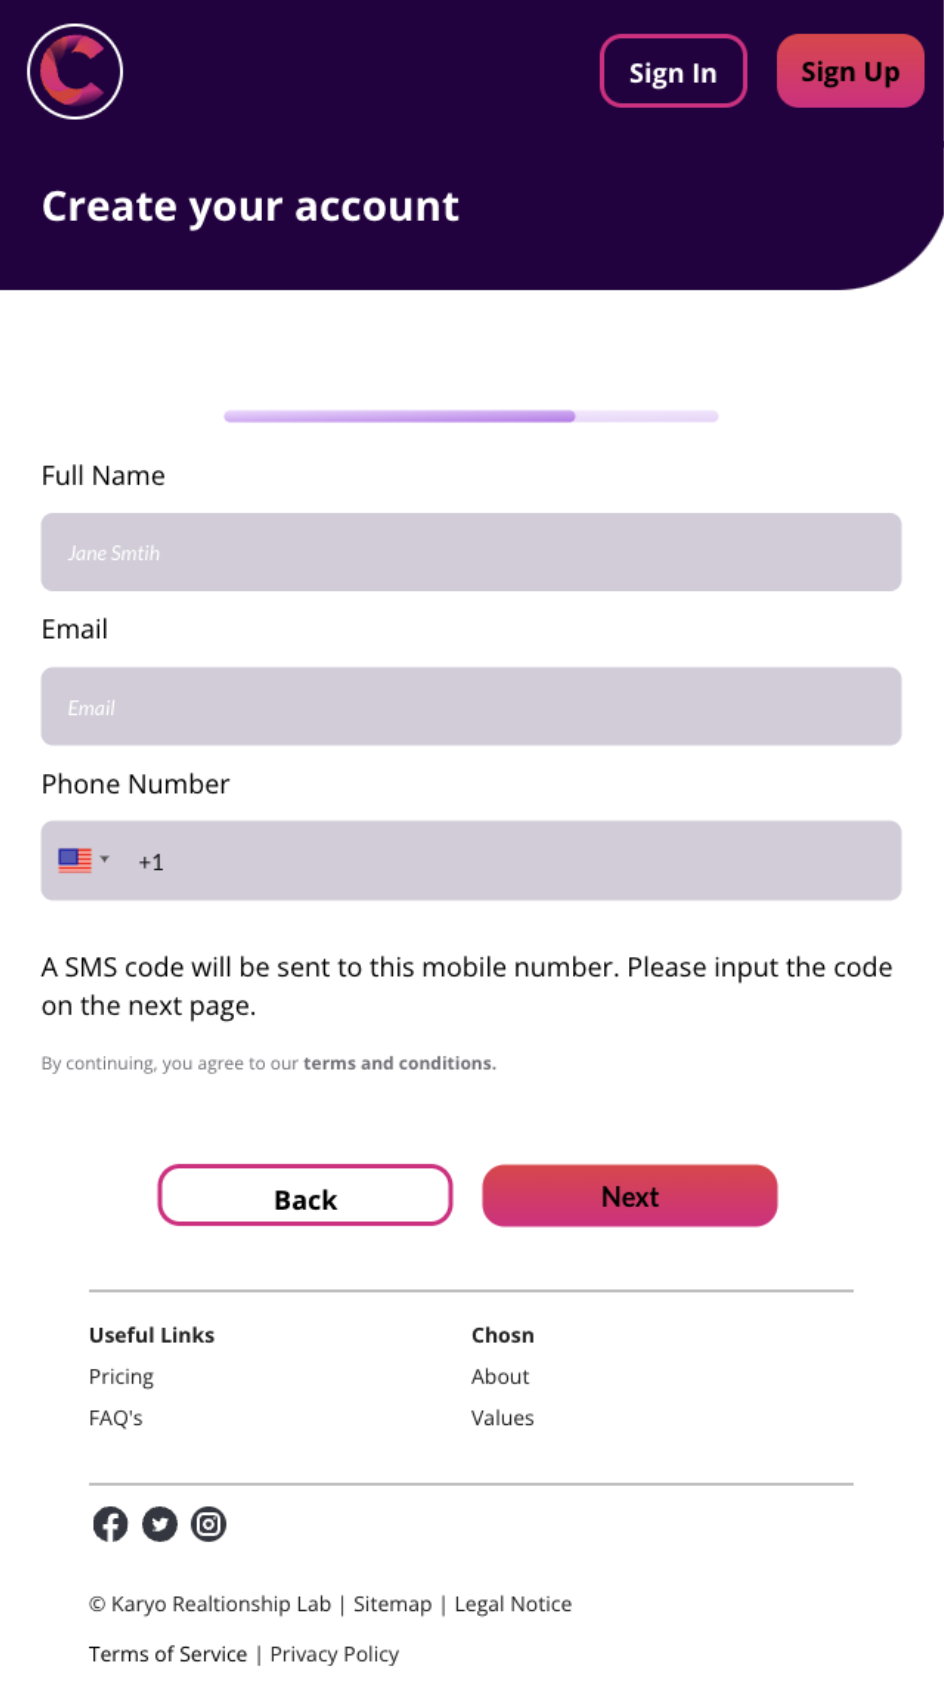 Sign In
Sign Up
Create your account
Full Name
Jane Smtih
Email
Email
Phone Number
+1
A SMS code will be sent to this mobile number. Please input the code
on the next page.
By continuing, you agree to our terms and conditions.
Back
Next
Useful Links
Chosn
Pricing
About
FAQ's
Values
© Karyo Realtionship Lab | Sitemap | Legal Notice
Terms of Service | Privacy Policy